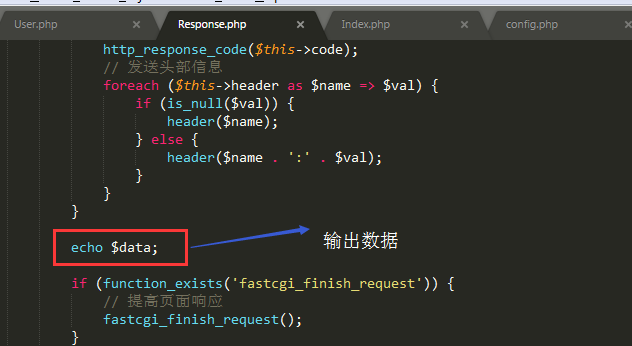 User.php Response.php Index.php config.php
http_response_code($this->code);
// 发送头部信息
foreach ($this->header as $name => $val) {
if (is_null($val)) {
header($name);
} else {
header($name . ':' . $val);
}
}
}
echo $data; 输出数据
if (function_exists('fastcgi_finish_request')) {
// 提高页面响应
fastcgi_finish_request();
}